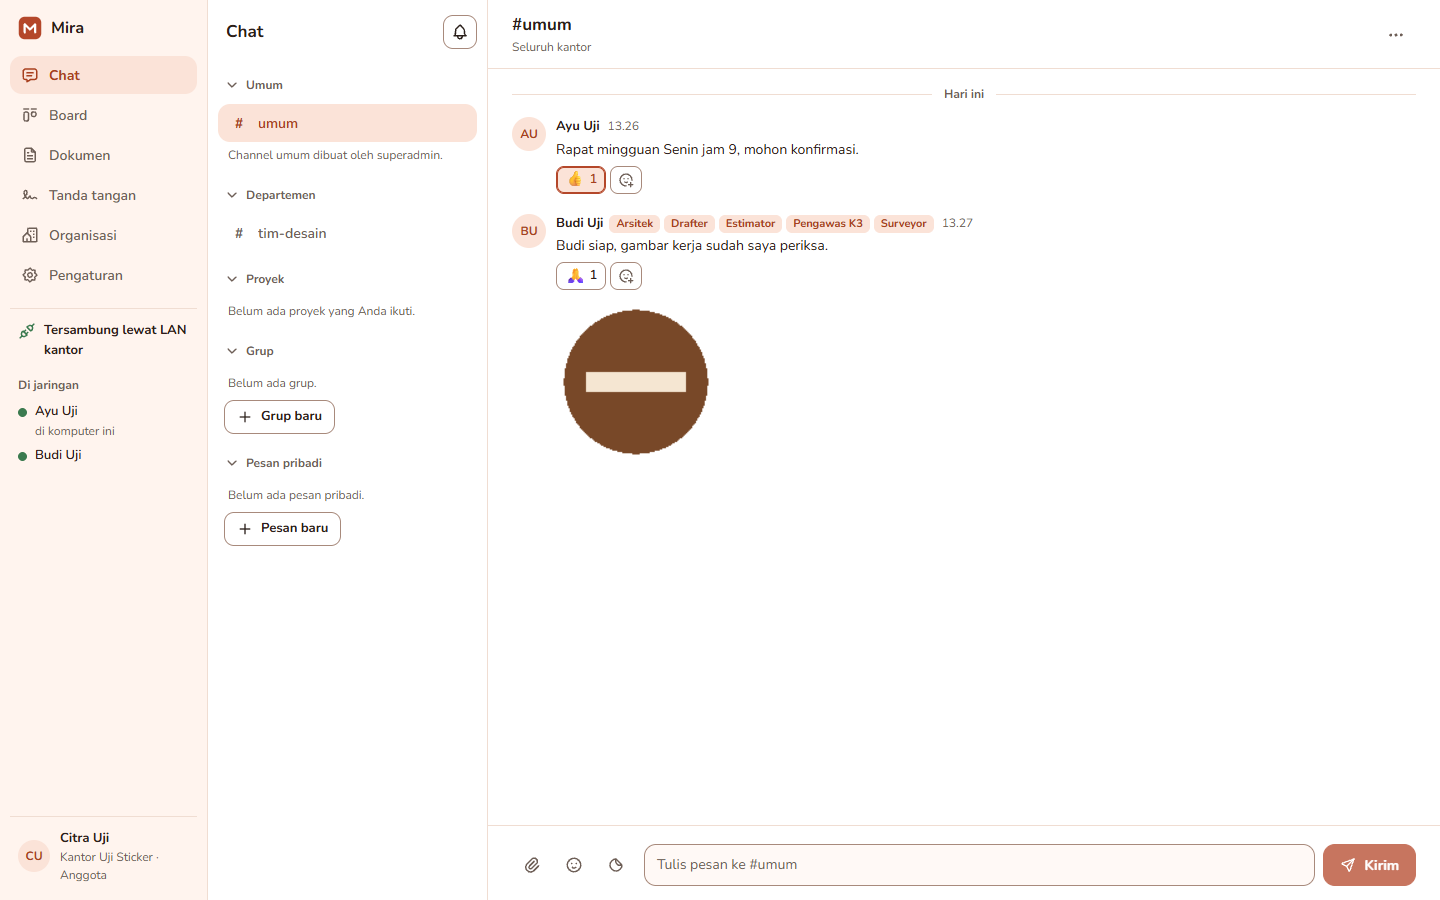 Mira
Chat
Board
Dokumen
Tanda tangan
Organisasi
Pengaturan
Tersambung lewat LAN
kantor
Di jaringan
Ayu Uji
di komputer ini
Budi Uji
CU
Citra Uji
Kantor Uji Sticker ·
Anggota
Chat
Umum
# umum
Channel umum dibuat oleh superadmin.
Departemen
# tim-desain
Proyek
Belum ada proyek yang Anda ikuti.
Grup
Belum ada grup.
+ Grup baru
Pesan pribadi
Belum ada pesan pribadi.
+ Pesan baru
#umum
Seluruh kantor
Hari ini
AU
Ayu Uji 13.26
Rapat mingguan Senin jam 9, mohon konfirmasi.
👍 1
BU
Budi Uji Arsitek Drafter Estimator Pengawas K3 Surveyor 13.27
Budi siap, gambar kerja sudah saya periksa.
🙏 1
Tulis pesan ke #umum
Kirim